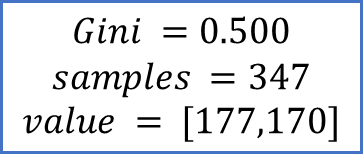 Gini = 0.500
samples = 347
value = [177,170]